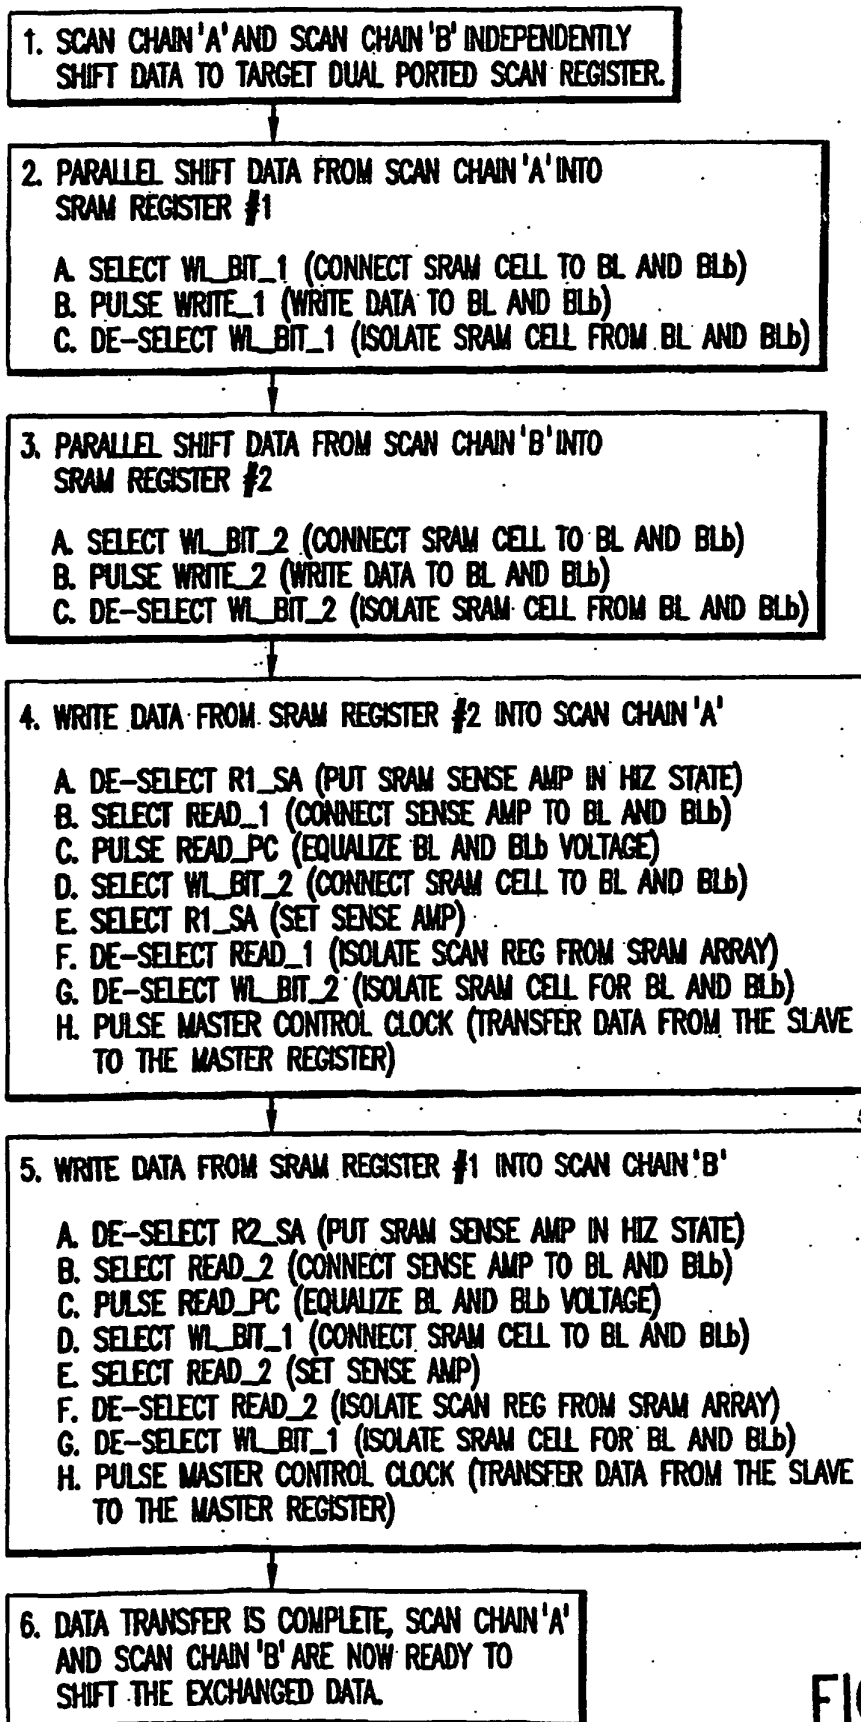 1. SCAN CHAIN 'A' AND SCAN CHAIN 'B' INDEPENDENTLY
SHIFT DATA TO TARGET DUAL PORTED SCAN REGISTER.
2. PARALLEL SHIFT DATA FROM SCAN CHAIN 'A' INTO
SRAM REGISTER #1
A. SELECT WL_BIT_1 (CONNECT SRAM CELL TO BL AND BLb)
B. PULSE WRITE_1 (WRITE DATA TO BL AND BLb)
C. DE-SELECT WL_BIT_1 (ISOLATE SRAM CELL FROM BL AND BLb)
3. PARALLEL SHIFT DATA FROM SCAN CHAIN 'B' INTO
SRAM REGISTER #2
A. SELECT WL_BIT_2 (CONNECT SRAM CELL TO BL AND BLb)
B. PULSE WRITE_2 (WRITE DATA TO BL AND BLb)
C. DE-SELECT WL_BIT_2 (ISOLATE SRAM CELL FROM BL AND BLb)
4. WRITE DATA FROM SRAM REGISTER #2 INTO SCAN CHAIN 'A'
A. DE-SELECT R1_SA (PUT SRAM SENSE AMP IN HIZ STATE)
B. SELECT READ_1 (CONNECT SENSE AMP TO BL AND BLb)
C. PULSE READ_PC (EQUALIZE BL AND BLb VOLTAGE)
D. SELECT WL_BIT_2 (CONNECT SRAM CELL TO BL AND BLb)
E. SELECT R1_SA (SET SENSE AMP)
F. DE-SELECT READ_1 (ISOLATE SCAN REG FROM SRAM ARRAY)
G. DE-SELECT WL_BIT_2 (ISOLATE SRAM CELL FOR BL AND BLb)
H. PULSE MASTER CONTROL CLOCK (TRANSFER DATA FROM THE SLAVE
TO THE MASTER REGISTER)
5. WRITE DATA FROM SRAM REGISTER #1 INTO SCAN CHAIN 'B'
A. DE-SELECT R2_SA (PUT SRAM SENSE AMP IN HIZ STATE)
B. SELECT READ_2 (CONNECT SENSE AMP TO BL AND BLb)
C. PULSE READ_PC (EQUALIZE BL AND BLb VOLTAGE)
D. SELECT WL_BIT_1 (CONNECT SRAM CELL TO BL AND BLb)
E. SELECT READ_2 (SET SENSE AMP)
F. DE-SELECT READ_2 (ISOLATE SCAN REG FROM SRAM ARRAY)
G. DE-SELECT WL_BIT_1 (ISOLATE SRAM CELL FOR BL AND BLb)
H. PULSE MASTER CONTROL CLOCK (TRANSFER DATA FROM THE SLAVE
TO THE MASTER REGISTER)
6. DATA TRANSFER IS COMPLETE, SCAN CHAIN 'A'
AND SCAN CHAIN 'B' ARE NOW READY TO
SHIFT THE EXCHANGED DATA.